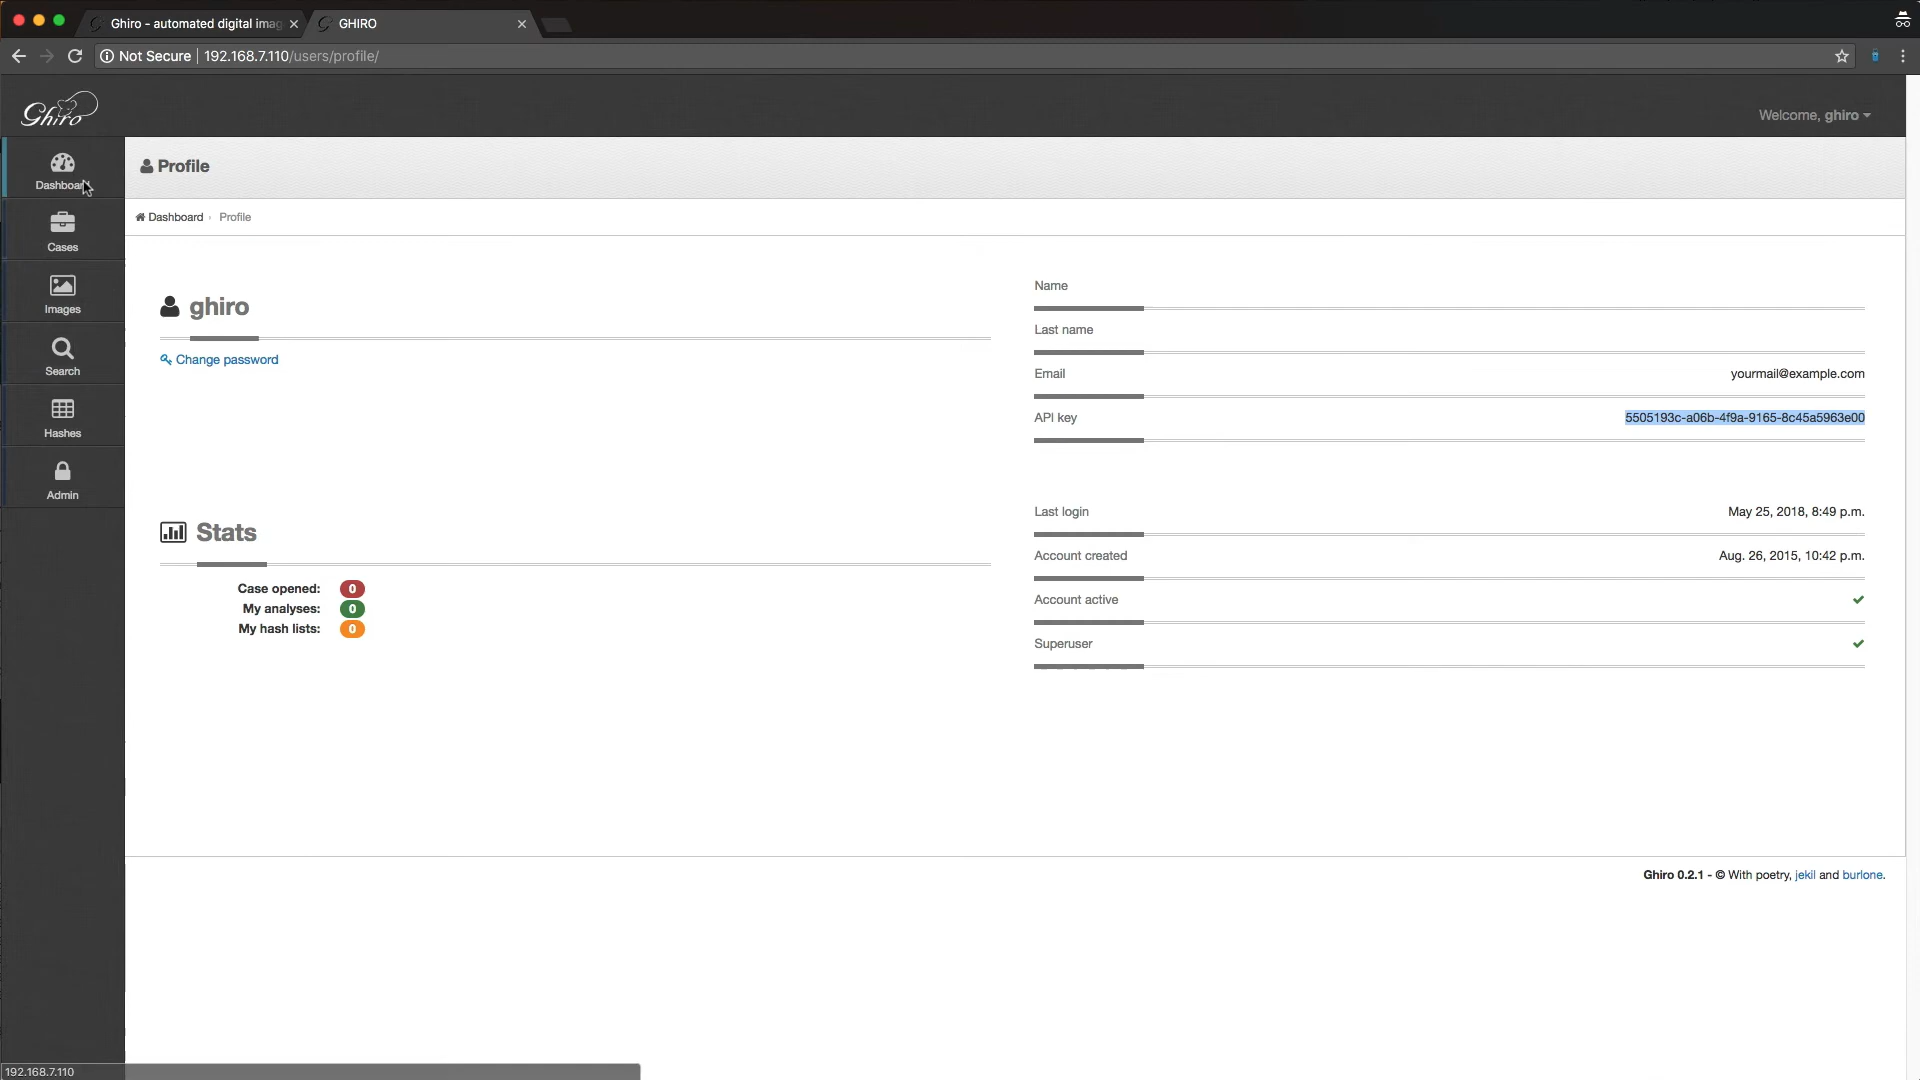 Ghiro - automated digital imag
GHIRO
Not Secure | 192.168.7.110/users/profile/
Ghiro
Welcome, ghiro
Dashboard
Cases
Images
Search
Hashes
Admin
Profile
Dashboard Profile
ghiro
Change password
Name
Last name
Email yourmail@example.com
API key 5505193c-a06b-4f9a-9165-8c45a5963e00
Stats
Case opened: 0
My analyses: 0
My hash lists: 0
Last login May 25, 2018, 8:49 p.m.
Account created Aug. 26, 2015, 10:42 p.m.
Account active
Superuser
Ghiro 0.2.1 - © With poetry, jekil and burlone.
192.168.7.110